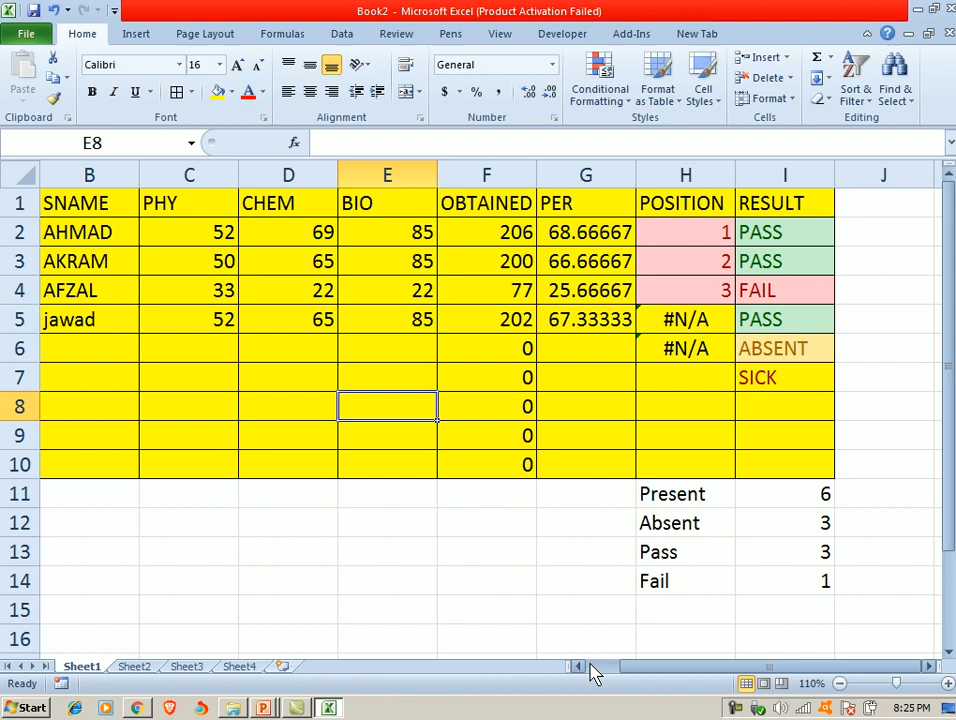 Book2 - Microsoft Excel (Product Activation Failed)
File Home Insert Page Layout Formulas Data Review Pens View Developer Add-Ins New Tab
Paste Calibri 16 General Conditional Formatting Format as Table Cell Styles Insert Delete Format Sort & Filter Find & Select
Clipboard Font Alignment Number Styles Cells Editing
E8 fx
B C D E F G H I J
1 SNAME PHY CHEM BIO OBTAINED PER POSITION RESULT
2 AHMAD 52 69 85 206 68.66667 1 PASS
3 AKRAM 50 65 85 200 66.66667 2 PASS
4 AFZAL 33 22 22 77 25.66667 3 FAIL
5 jawad 52 65 85 202 67.33333 #N/A PASS
6 0 #N/A ABSENT
7 0 SICK
8 0
9 0
10 0
11 Present 6
12 Absent 3
13 Pass 3
14 Fail 1
15
16
Sheet1 Sheet2 Sheet3 Sheet4
Ready 110%
Start 8:25 PM